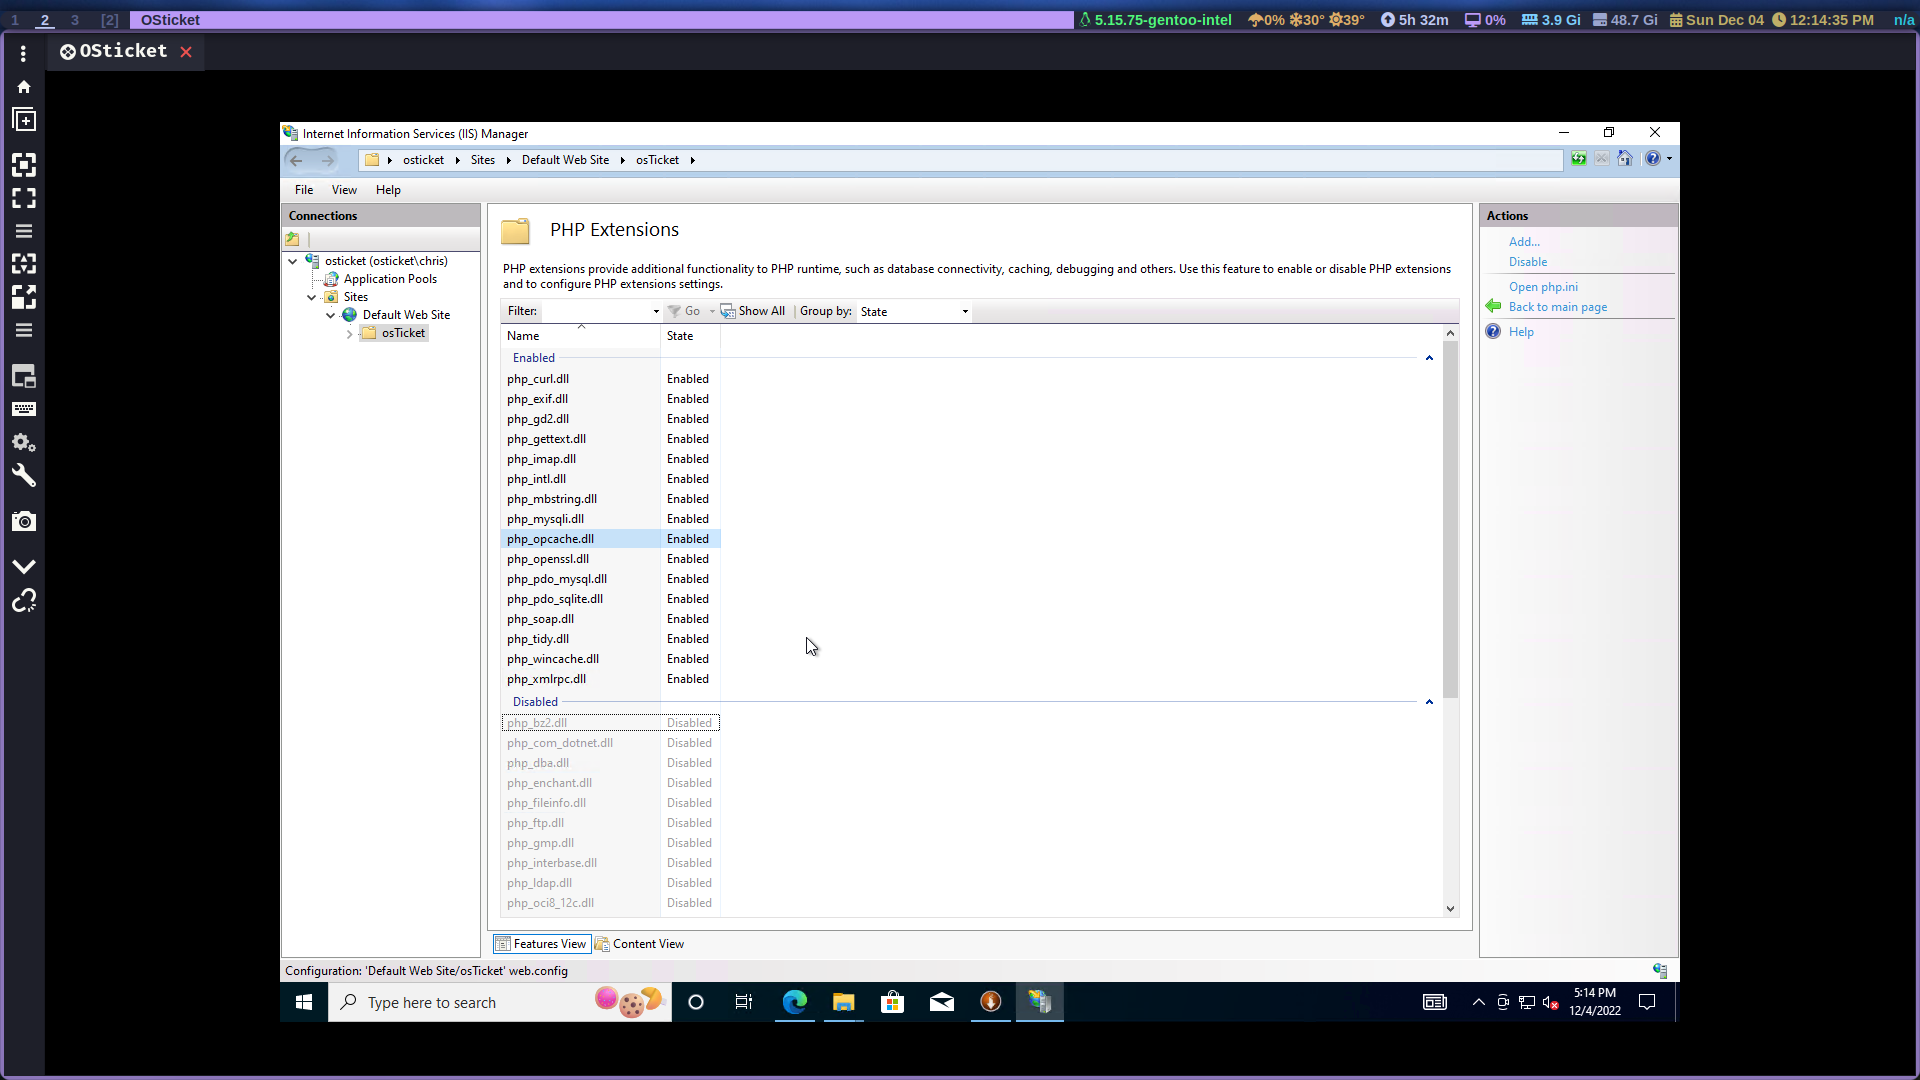 1 2 3 [2] OSticket 5.15.75-gentoo-intel 0% 30° 39° 5h 32m 0% 3.9 Gi 48.7 Gi Sun Dec 04 12:14:35 PM n/a
OSticket
Internet Information Services (IIS) Manager
osticket Sites Default Web Site osTicket
File View Help
Connections
osticket (osticket\chris)
Application Pools
Sites
Default Web Site
osTicket
PHP Extensions
PHP extensions provide additional functionality to PHP runtime, such as database connectivity, caching, debugging and others. Use this feature to enable or disable PHP extensions
and to configure PHP extensions settings.
Filter: Go Show All Group by: State
Name State
Enabled
php_curl.dll Enabled
php_exif.dll Enabled
php_gd2.dll Enabled
php_gettext.dll Enabled
php_imap.dll Enabled
php_intl.dll Enabled
php_mbstring.dll Enabled
php_mysqli.dll Enabled
php_opcache.dll Enabled
php_openssl.dll Enabled
php_pdo_mysql.dll Enabled
php_pdo_sqlite.dll Enabled
php_soap.dll Enabled
php_tidy.dll Enabled
php_wincache.dll Enabled
php_xmlrpc.dll Enabled
Disabled
php_bz2.dll Disabled
php_com_dotnet.dll Disabled
php_dba.dll Disabled
php_enchant.dll Disabled
php_fileinfo.dll Disabled
php_ftp.dll Disabled
php_gmp.dll Disabled
php_interbase.dll Disabled
php_ldap.dll Disabled
php_oci8_12c.dll Disabled
Features View Content View
Actions
Add...
Disable
Open php.ini
Back to main page
Help
Configuration: 'Default Web Site/osTicket' web.config
Type here to search
5:14 PM
12/4/2022